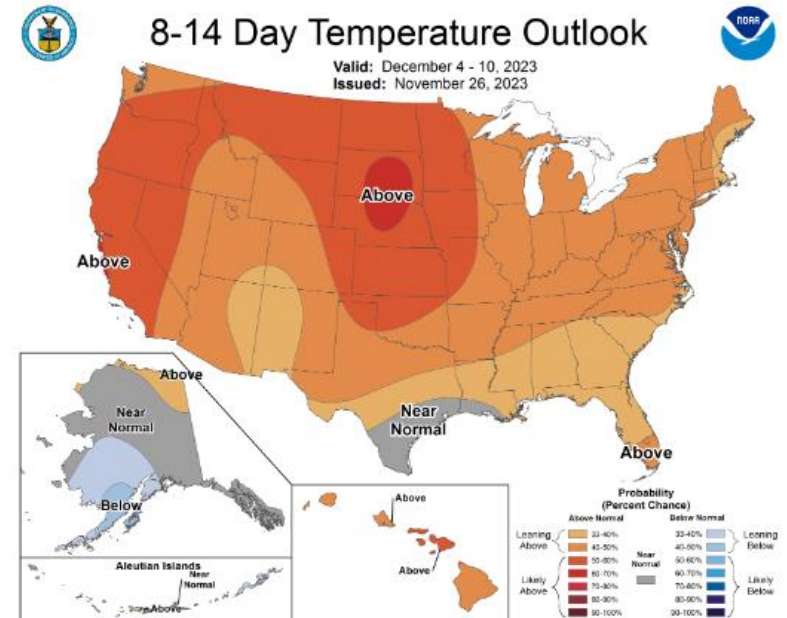 8-14 Day Temperature Outlook
Valid: December 4 - 10, 2023
Issued: November 26, 2023
NOAA
Above
Above
Near
Normal
Above
Above
Near
Normal
Below
Aleutian Islands
Near
Normal
Above
Above
Above
Probability
(Percent Chance)
Above Normal
Below Normal
Leaning
Above
Likely
Above
33-40%
40-50%
50-60%
60-70%
70-80%
80-90%
90-100%
Near
Normal
33-40%
40-50%
50-60%
60-70%
70-80%
80-90%
90-100%
Leaning
Below
Likely
Below